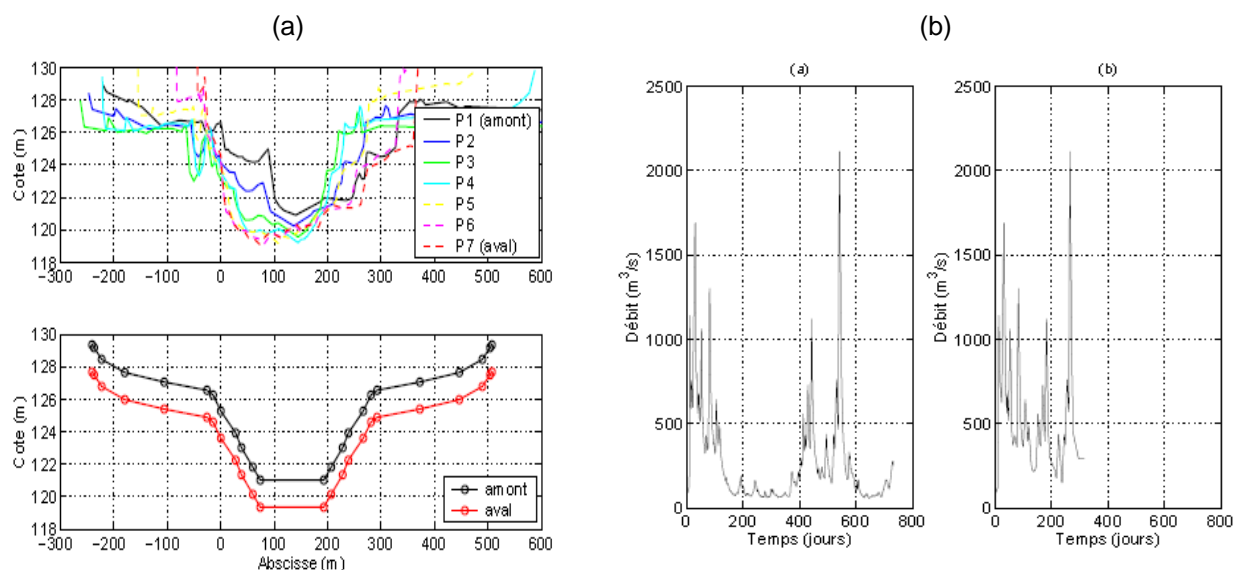 (a)
130
128
126
124
122
120
118
Cote (m)
−300 −200 −100 0 100 200 300 400 500 600
P1 (amont)
P2
P3
P4
P5
P6
P7 (aval)
130
128
126
124
122
120
118
Cote (m)
−300 −200 −100 0 100 200 300 400 500 600
Abscisse (m)
amont
aval
(b)
(a)
2500
2000
1500
1000
500
0
Débit (m³/s)
0 200 400 600 800
Temps (jours)
(b)
2500
2000
1500
1000
500
0
Débit (m³/s)
0 200 400 600 800
Temps (jours)